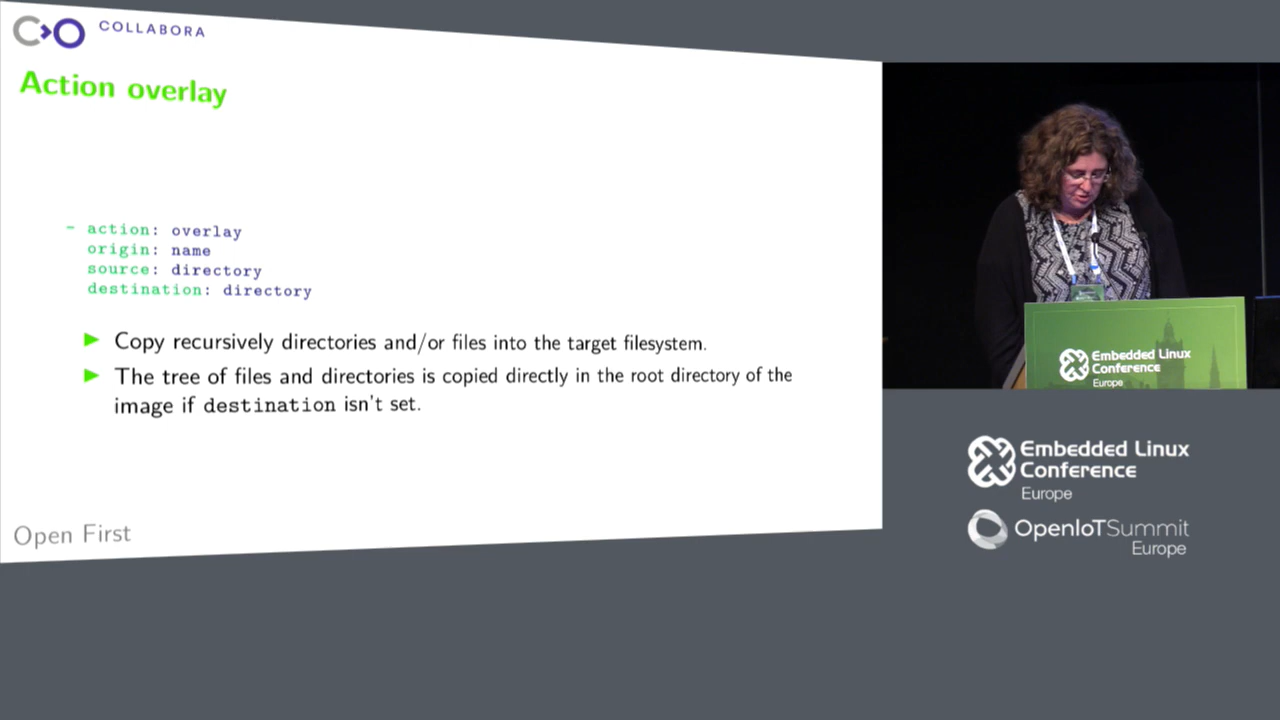 COLLABORA
Action overlay
- action: overlay
origin: name
source: directory
destination: directory
Copy recursively directories and/or files into the target filesystem.
The tree of files and directories is copied directly in the root directory of the
image if destination isn't set.
Open First
Embedded Linux
Conference
Europe
Embedded Linux
Conference
Europe
OpenIoTSummit
Europe